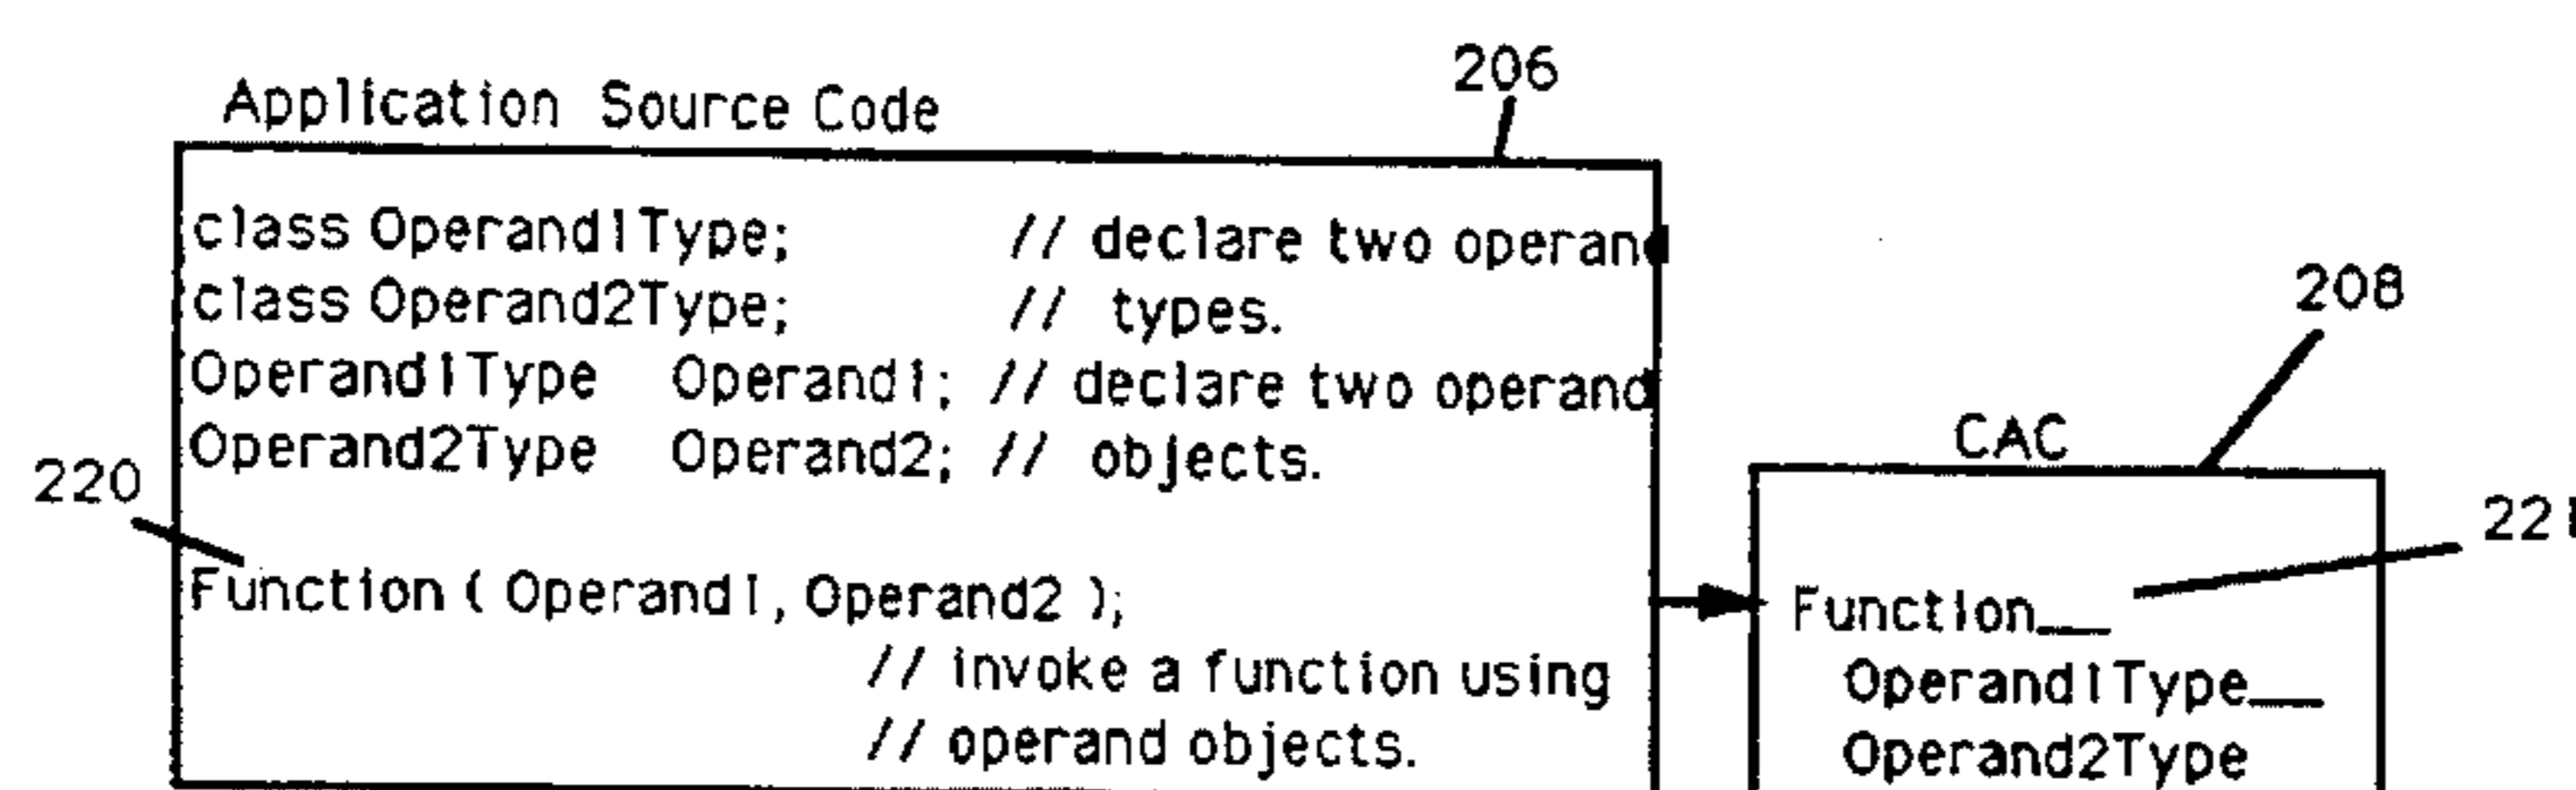 206
Application Source Code
class Operand1Type; // declare two operand
class Operand2Type; // types.
208
Operand1Type Operand1; // declare two operand
Operand2Type Operand2; // objects.
CAC
220
221
Function ( Operand1, Operand2 );
Function__
// invoke a function using
Operand1Type__
// operand objects.
Operand2Type